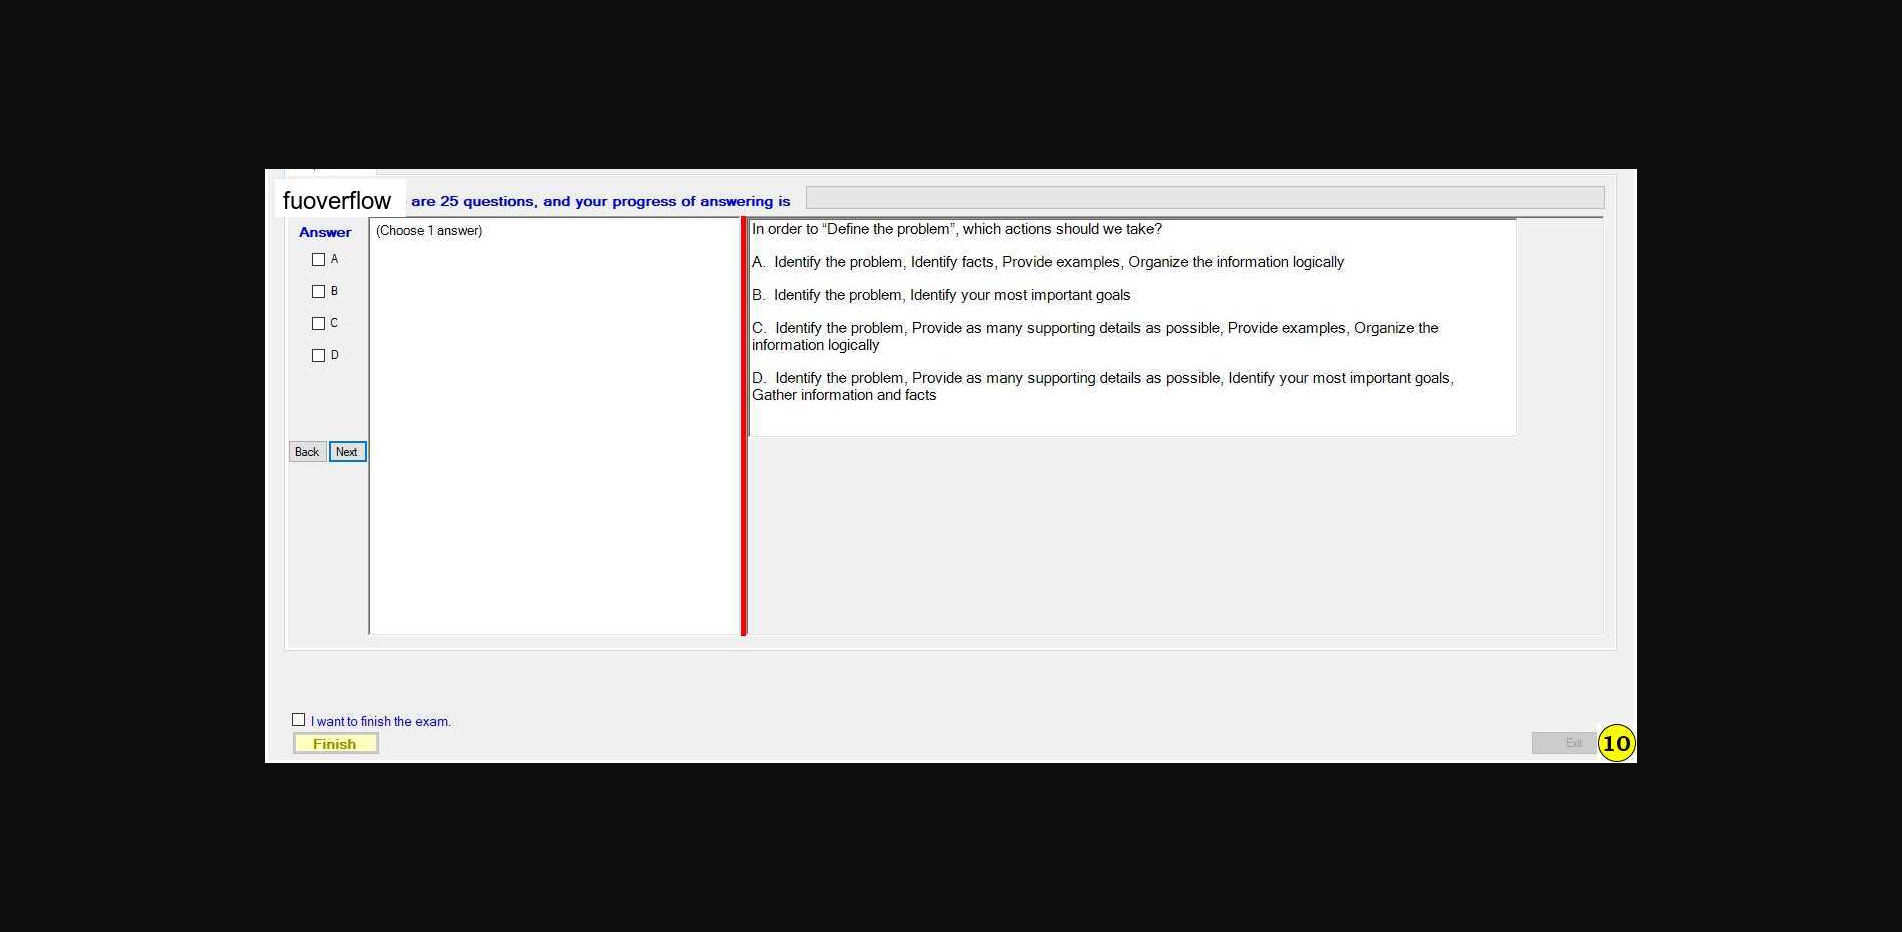 fuoverflow are 25 questions, and your progress of answering is
Answer
A
B
C
D
Back Next
(Choose 1 answer)
In order to “Define the problem”, which actions should we take?
A. Identify the problem, Identify facts, Provide examples, Organize the information logically
B. Identify the problem, Identify your most important goals
C. Identify the problem, Provide as many supporting details as possible, Provide examples, Organize the
information logically
D. Identify the problem, Provide as many supporting details as possible, Identify your most important goals,
Gather information and facts
I want to finish the exam.
Finish
Exit
10